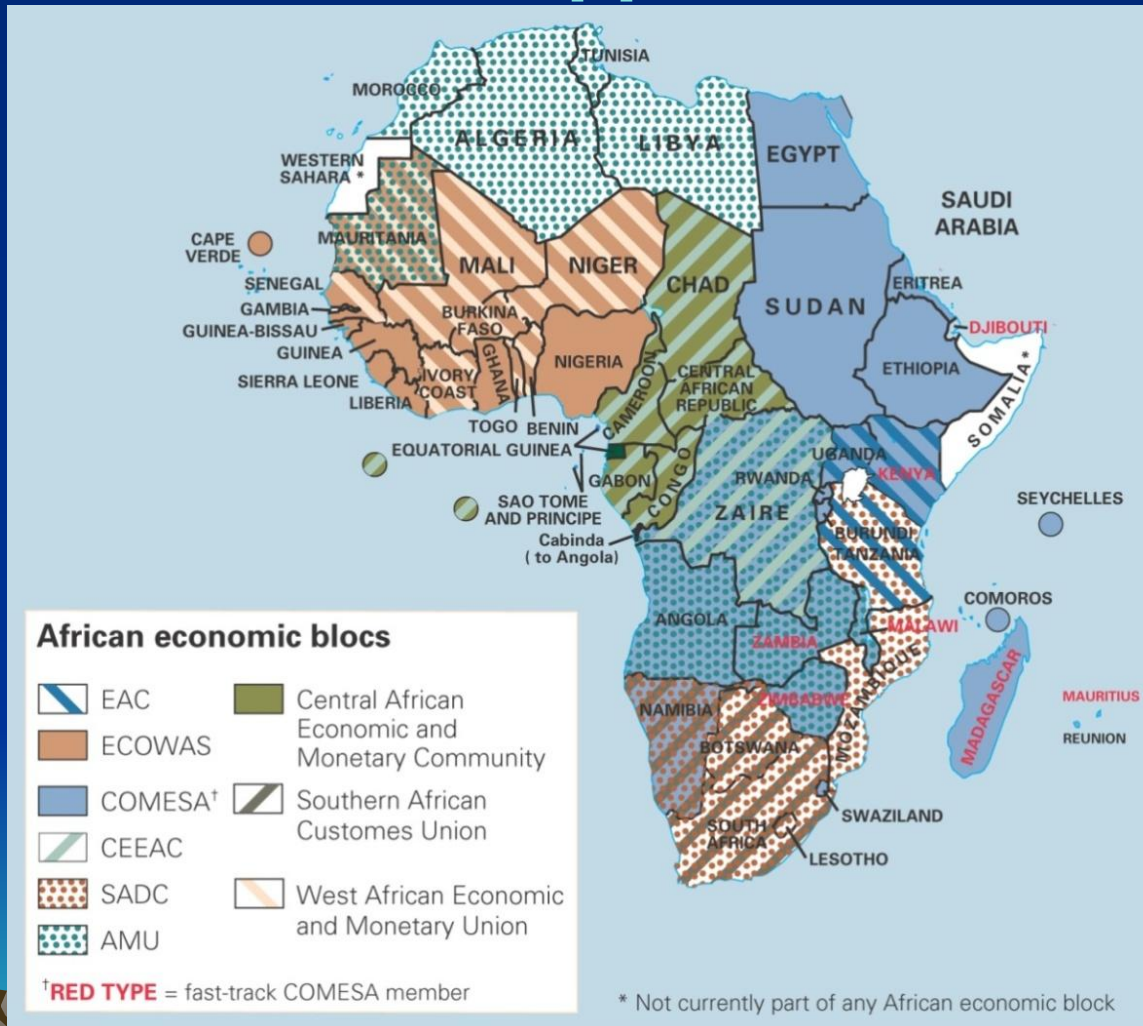 TUNISIA
MOROCCO
ALGERIA
LIBYA
EGYPT
WESTERN
SAHARA *
SAUDI
ARABIA
CAPE
VERDE
MAURITANIA
MALI
NIGER
CHAD
SUDAN
ERITREA
SENEGAL
GAMBIA
GUINEA-BISSAU
GUINEA
SIERRA LEONE
LIBERIA
BURKINA
FASO
IVORY
COAST
GHANA
NIGERIA
TOGO
BENIN
DJIBOUTI
ETHIOPIA
SOMALIA*
CAMEROON
CENTRAL
AFRICAN
REPUBLIC
EQUATORIAL GUINEA
GABON
CONGO
SAO TOME
AND PRINCIPE
Cabinda
( to Angola)
UGANDA
KENYA
RWANDA
ZAIRE
BURUNDI
TANZANIA
SEYCHELLES
COMOROS
ANGOLA
ZAMBIA
MALAWI
MOZAMBIQUE
ZIMBABWE
NAMIBIA
BOTSWANA
MADAGASCAR
MAURITIUS
REUNION
SWAZILAND
SOUTH
AFRICA
LESOTHO
African economic blocs
EAC
ECOWAS
COMESA†
CEEAC
SADC
AMU
Central African
Economic and
Monetary Community
Southern African
Customes Union
West African Economic
and Monetary Union
†RED TYPE = fast-track COMESA member
* Not currently part of any African economic block